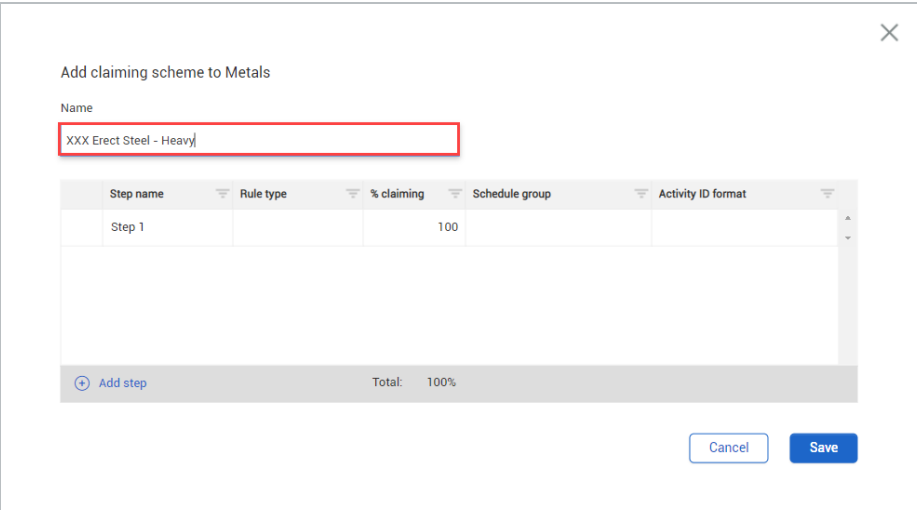 Add claiming scheme to Metals
Name
XXX Erect Steel - Heavy
Step name Rule type % claiming Schedule group Activity ID format
Step 1 100
Add step Total: 100%
Cancel Save